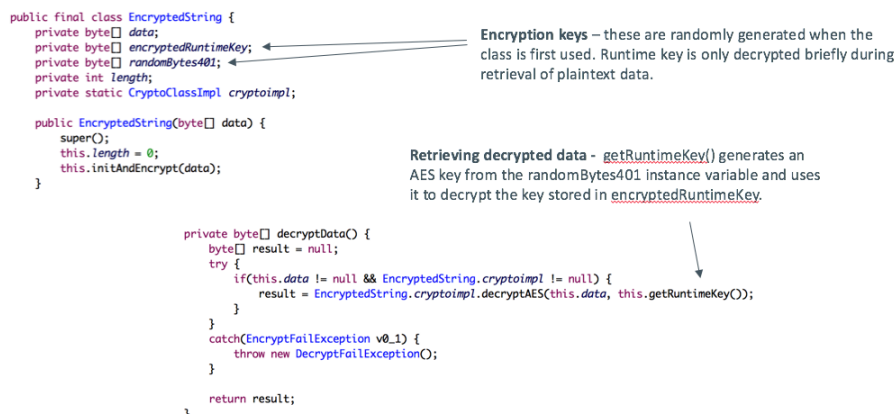 public final class EncryptedString {
private byte[] data;
private byte[] encryptedRuntimeKey;
private byte[] randomBytes401;
private int length;
private static CryptoClassImpl cryptoimpl;
public EncryptedString(byte[] data) {
super();
this.length = 0;
this.initAndEncrypt(data);
}
Encryption keys – these are randomly generated when the
class is first used. Runtime key is only decrypted briefly during
retrieval of plaintext data.
Retrieving decrypted data - getRuntimeKey() generates an
AES key from the randomBytes401 instance variable and uses
it to decrypt the key stored in encryptedRuntimeKey.
private byte[] decryptData() {
byte[] result = null;
try {
if(this.data != null && EncryptedString.cryptoimpl != null) {
result = EncryptedString.cryptoimpl.decryptAES(this.data, this.getRuntimeKey());
}
}
catch(EncryptFailException v0_1) {
throw new DecryptFailException();
}
return result;
}